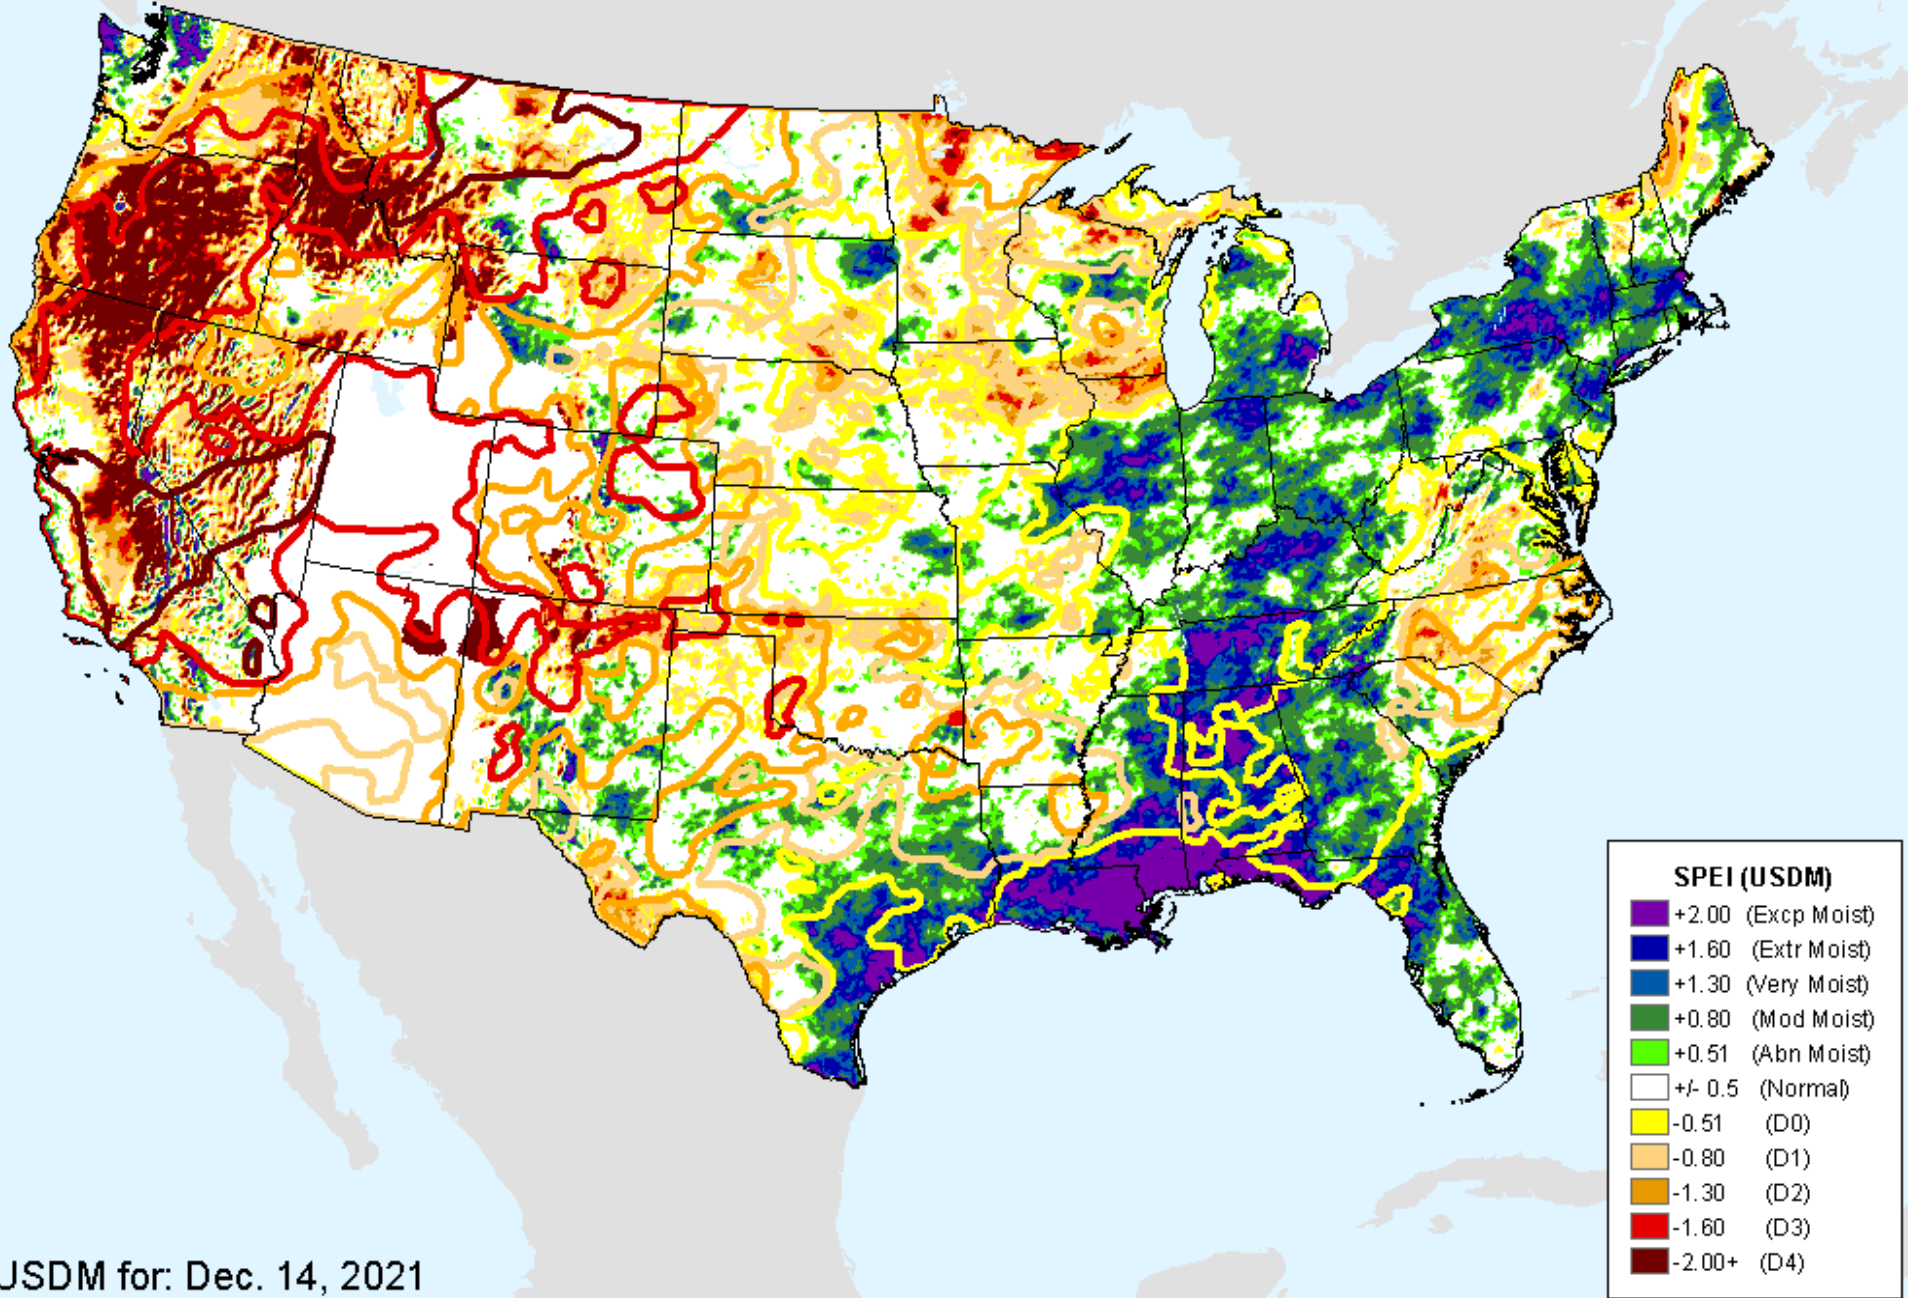 SPEI (USDM)
+2.00 (Excp Moist)
+1.60 (Extr Moist)
+1.30 (Very Moist)
+0.80 (Mod Moist)
+0.51 (Abn Moist)
+/- 0.5 (Normal)
-0.51 (D0)
-0.80 (D1)
-1.30 (D2)
-1.60 (D3)
-2.00+ (D4)
USDM for: Dec. 14, 2021